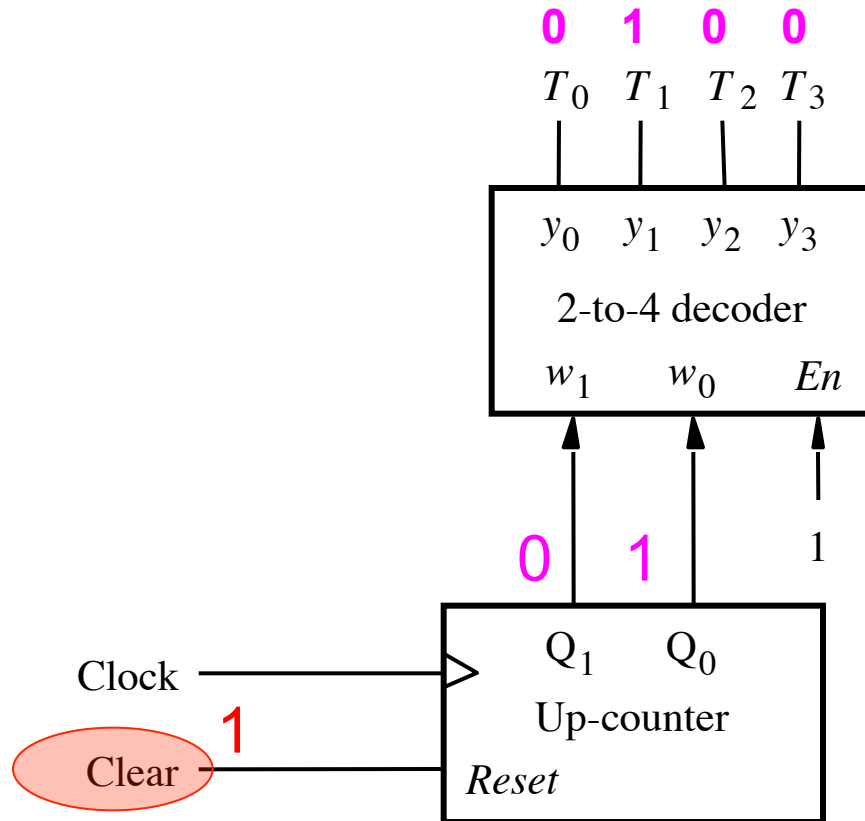 0 1 0 0
T0 T1 T2 T3
y0 y1 y2 y3
2-to-4 decoder
w1 w0 En
0 1 1
Q1 Q0
Clock
Up-counter
1
Clear Reset